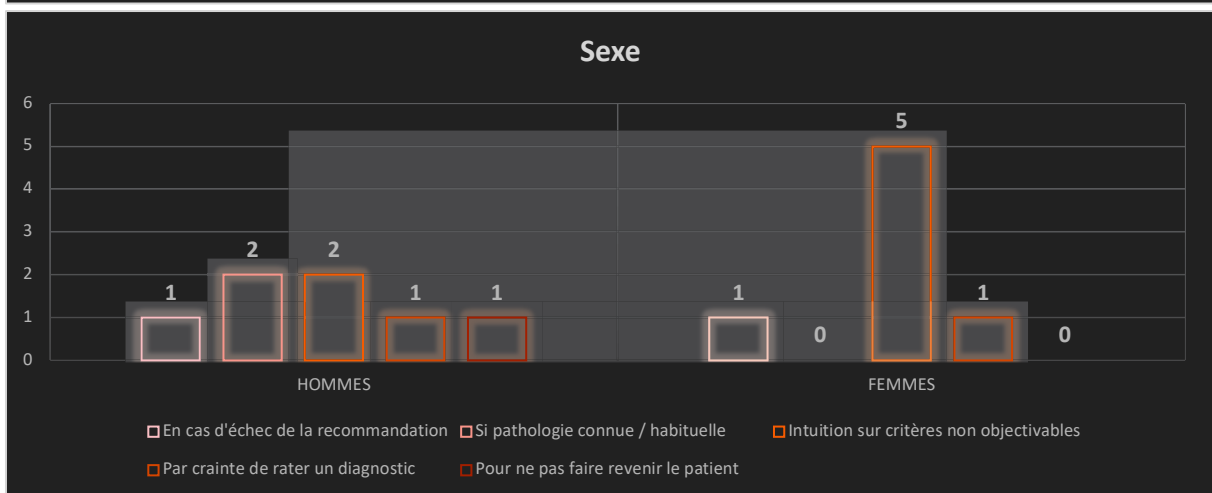 Sexe
6
5
5
4
3
2 2
2
1 1 1 1 1
1
0 0
0
HOMMES FEMMES
En cas d'échec de la recommandation Si pathologie connue / habituelle Intuition sur critères non objectivables
Par crainte de rater un diagnostic Pour ne pas faire revenir le patient